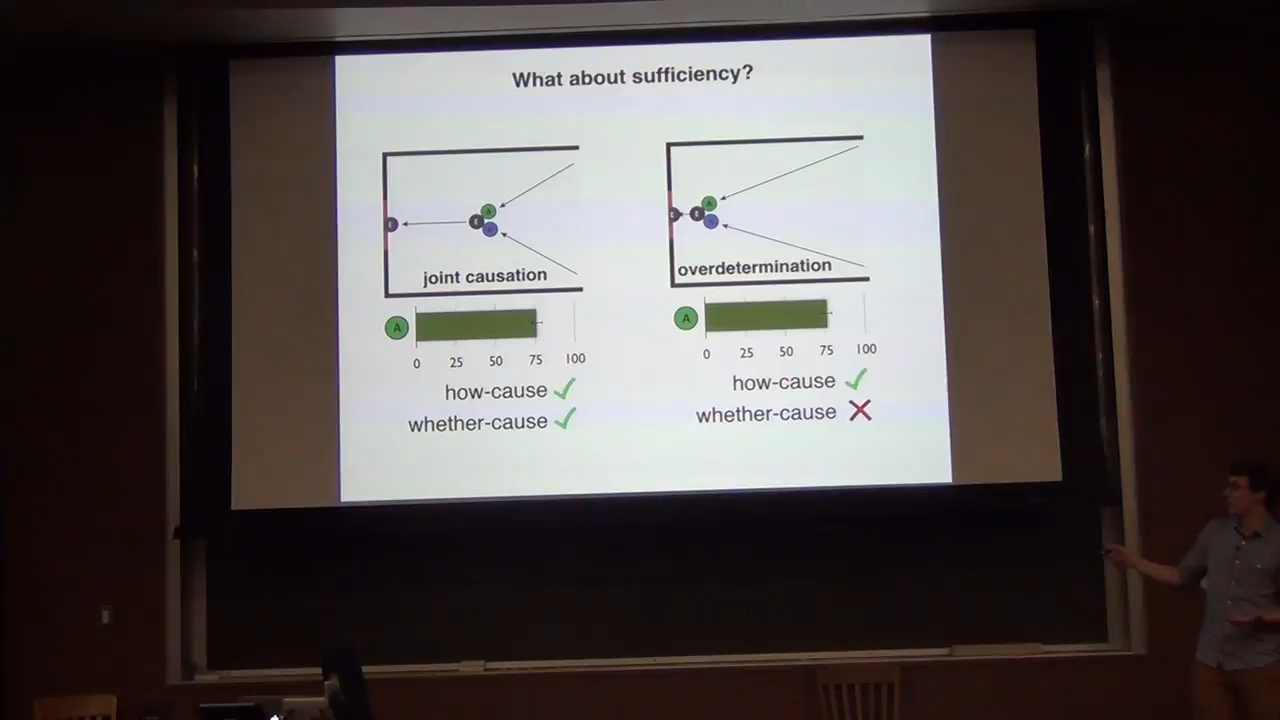 What about sufficiency?
E
E
A
joint causation
A
0 25 50 75 100
how-cause
whether-cause
E
E
A
overdetermination
A
0 25 50 75 100
how-cause
whether-cause